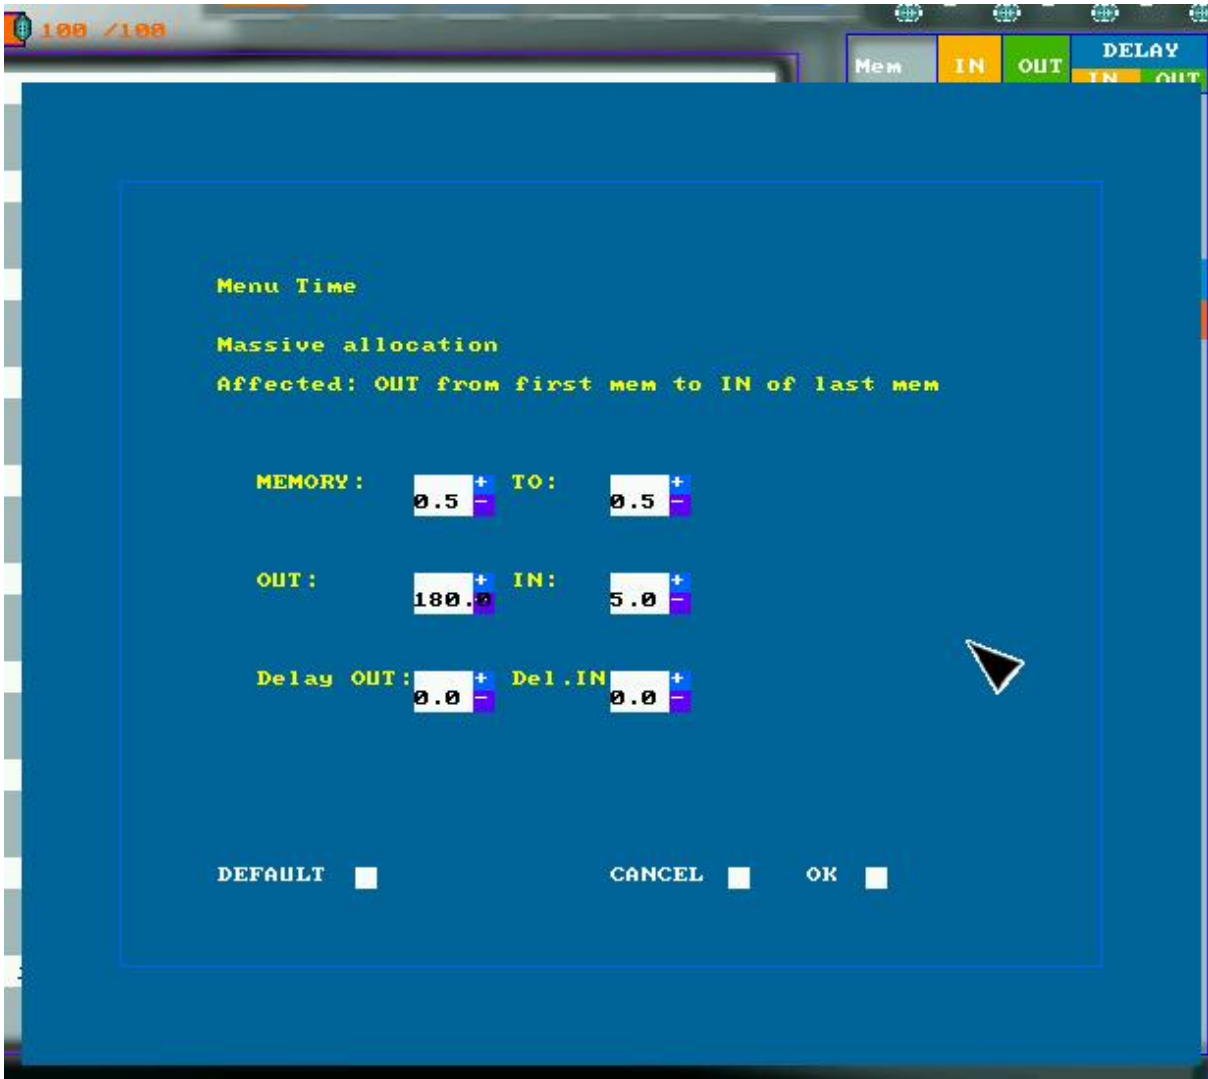 100 /100
DELAY
Mem IN OUT
IN OUT
Menu Time
Massive allocation
Affected: OUT from first mem to IN of last mem
MEMORY: 0.5 + - TO: 0.5 + -
OUT: 180.0 + IN: 5.0 + -
Delay OUT: 0.0 + - Del.IN 0.0 + -
DEFAULT CANCEL OK